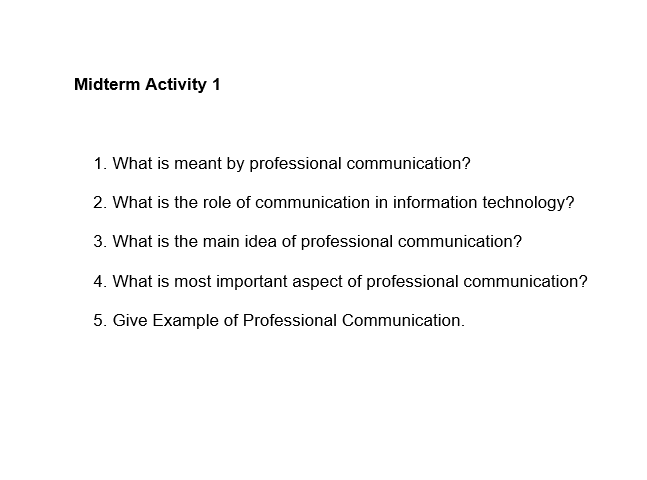 Midterm Activity 1
1. What is meant by professional communication?
2. What is the role of communication in information technology?
3. What is the main idea of professional communication?
4. What is most important aspect of professional communication?
5. Give Example of Professional Communication.